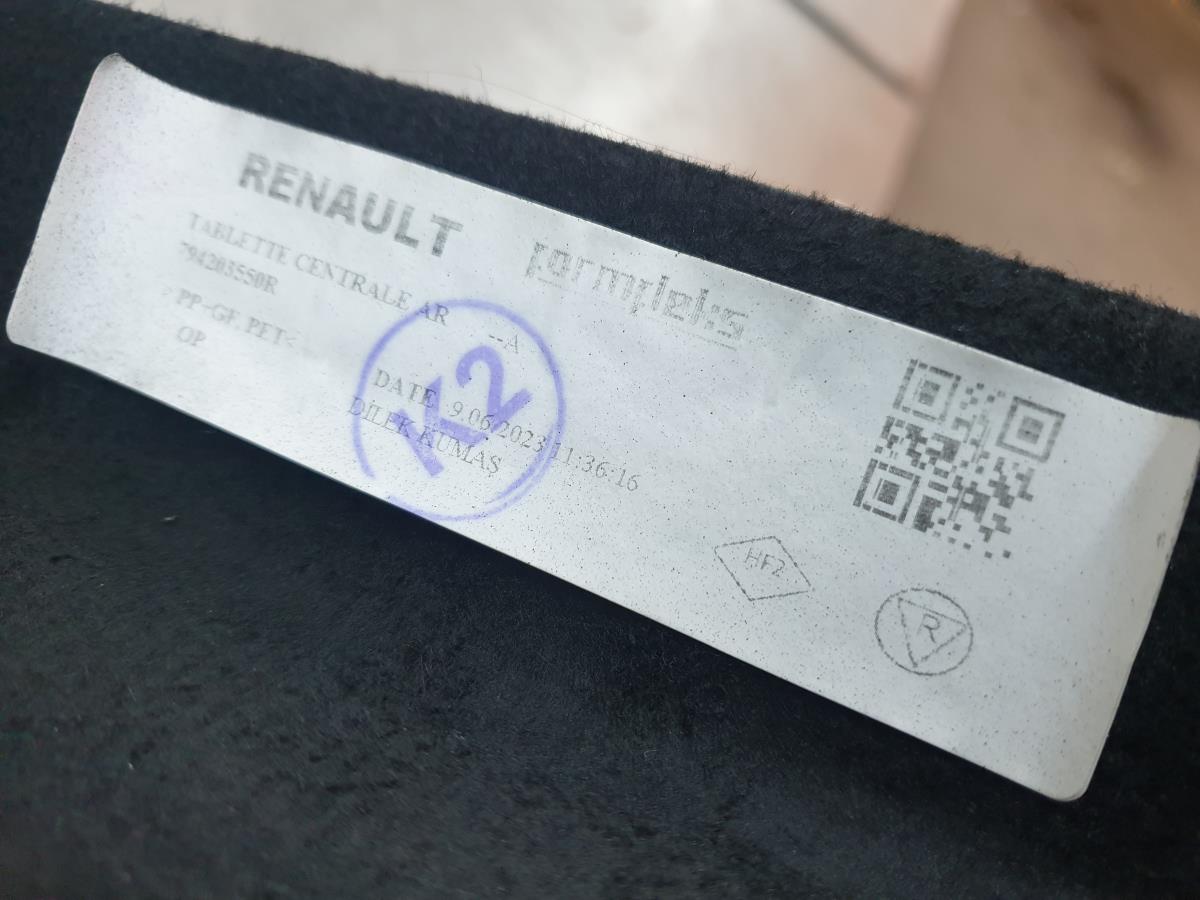 RENAULT
formfleks
TABLETTE CENTRALE AR --A
794203550R
PP-GF, PET<
OP
DATE 9.06.2023 11:36:16
DİLEK KUMAŞ
K2
HF2
R